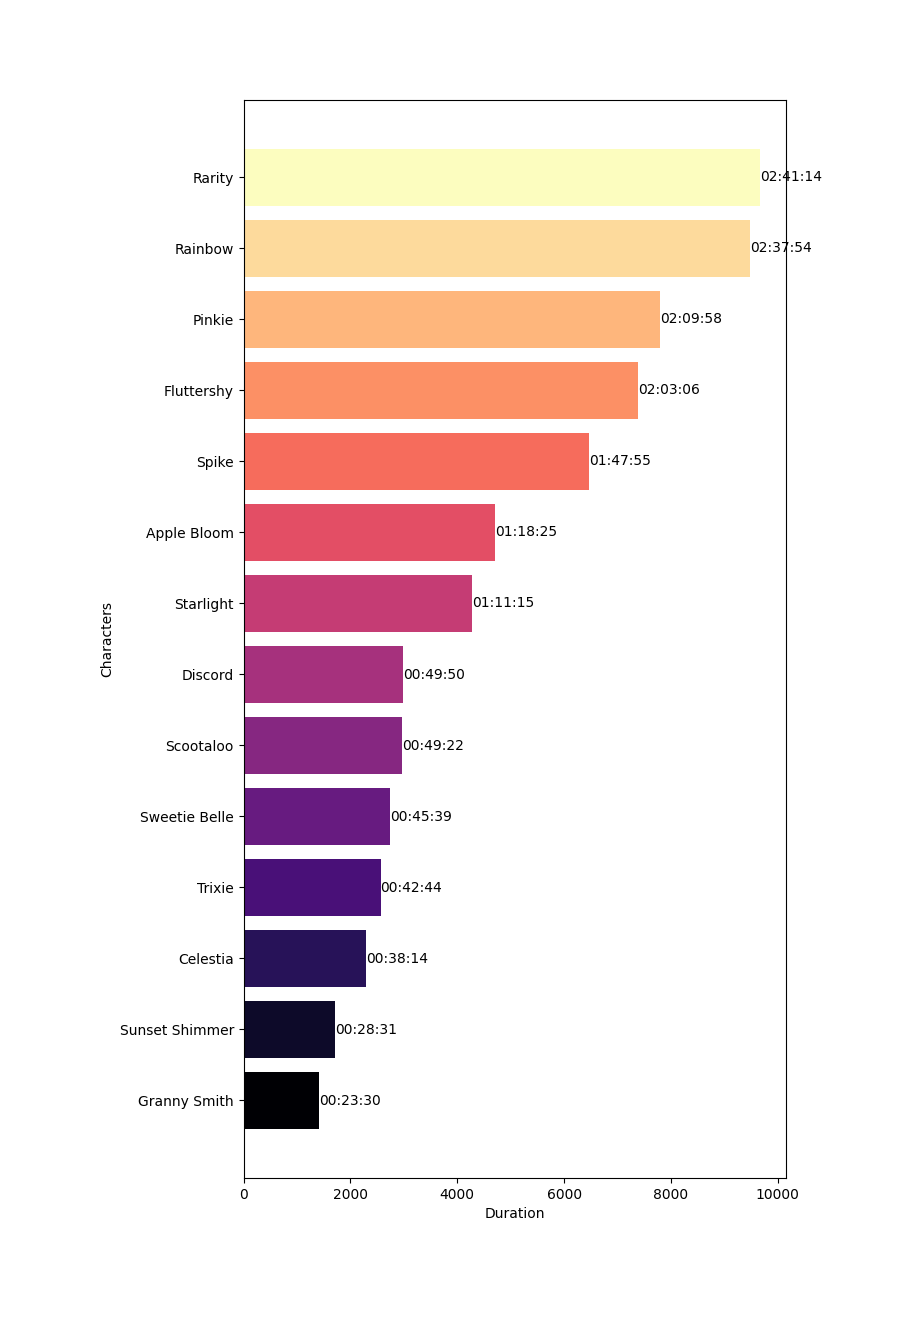 Rarity 02:41:14
Rainbow 02:37:54
Pinkie 02:09:58
Fluttershy 02:03:06
Spike 01:47:55
Apple Bloom 01:18:25
Starlight 01:11:15
Characters
Discord 00:49:50
Scootaloo 00:49:22
Sweetie Belle 00:45:39
Trixie 00:42:44
Celestia 00:38:14
Sunset Shimmer 00:28:31
Granny Smith 00:23:30
0 2000 4000 6000 8000 10000
Duration